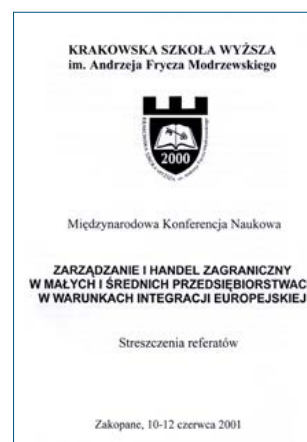 KRAKOWSKA SZKOŁA WYŻSZA
im. Andrzeja Frycza Modrzewskiego
2000
Międzynarodowa Konferencja Naukowa
ZARZĄDZANIE I HANDEL ZAGRANICZNY
W MAŁYCH I ŚREDNICH PRZEDSIĘBIORSTWAC
W WARUNKACH INTEGRACJI EUROPEJSKIEJ
Streszczenia referatów
Zakopane, 10-12 czerwca 2001